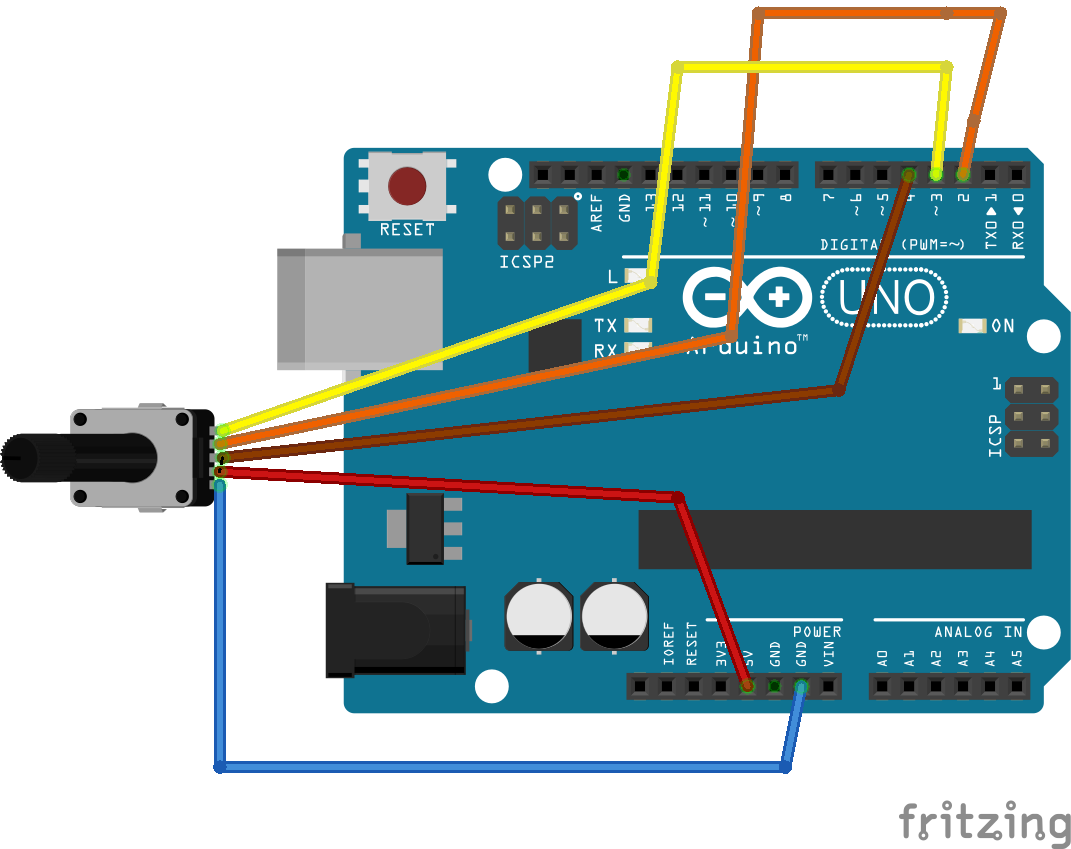 RESET
ICSP2
AREF
GND
13
12
~11
~10
~9
8
7
~6
~5
4
~3
2
TX0▶1
RX0◀0
DIGITAL (PWM=~)
L
TX
RX
Arduino™
UNO
ON
1
ICSP
IOREF
RESET
3V3
5V
GND
GND
VIN
POWER
ANALOG IN
A0
A1
A2
A3
A4
A5
fritzing